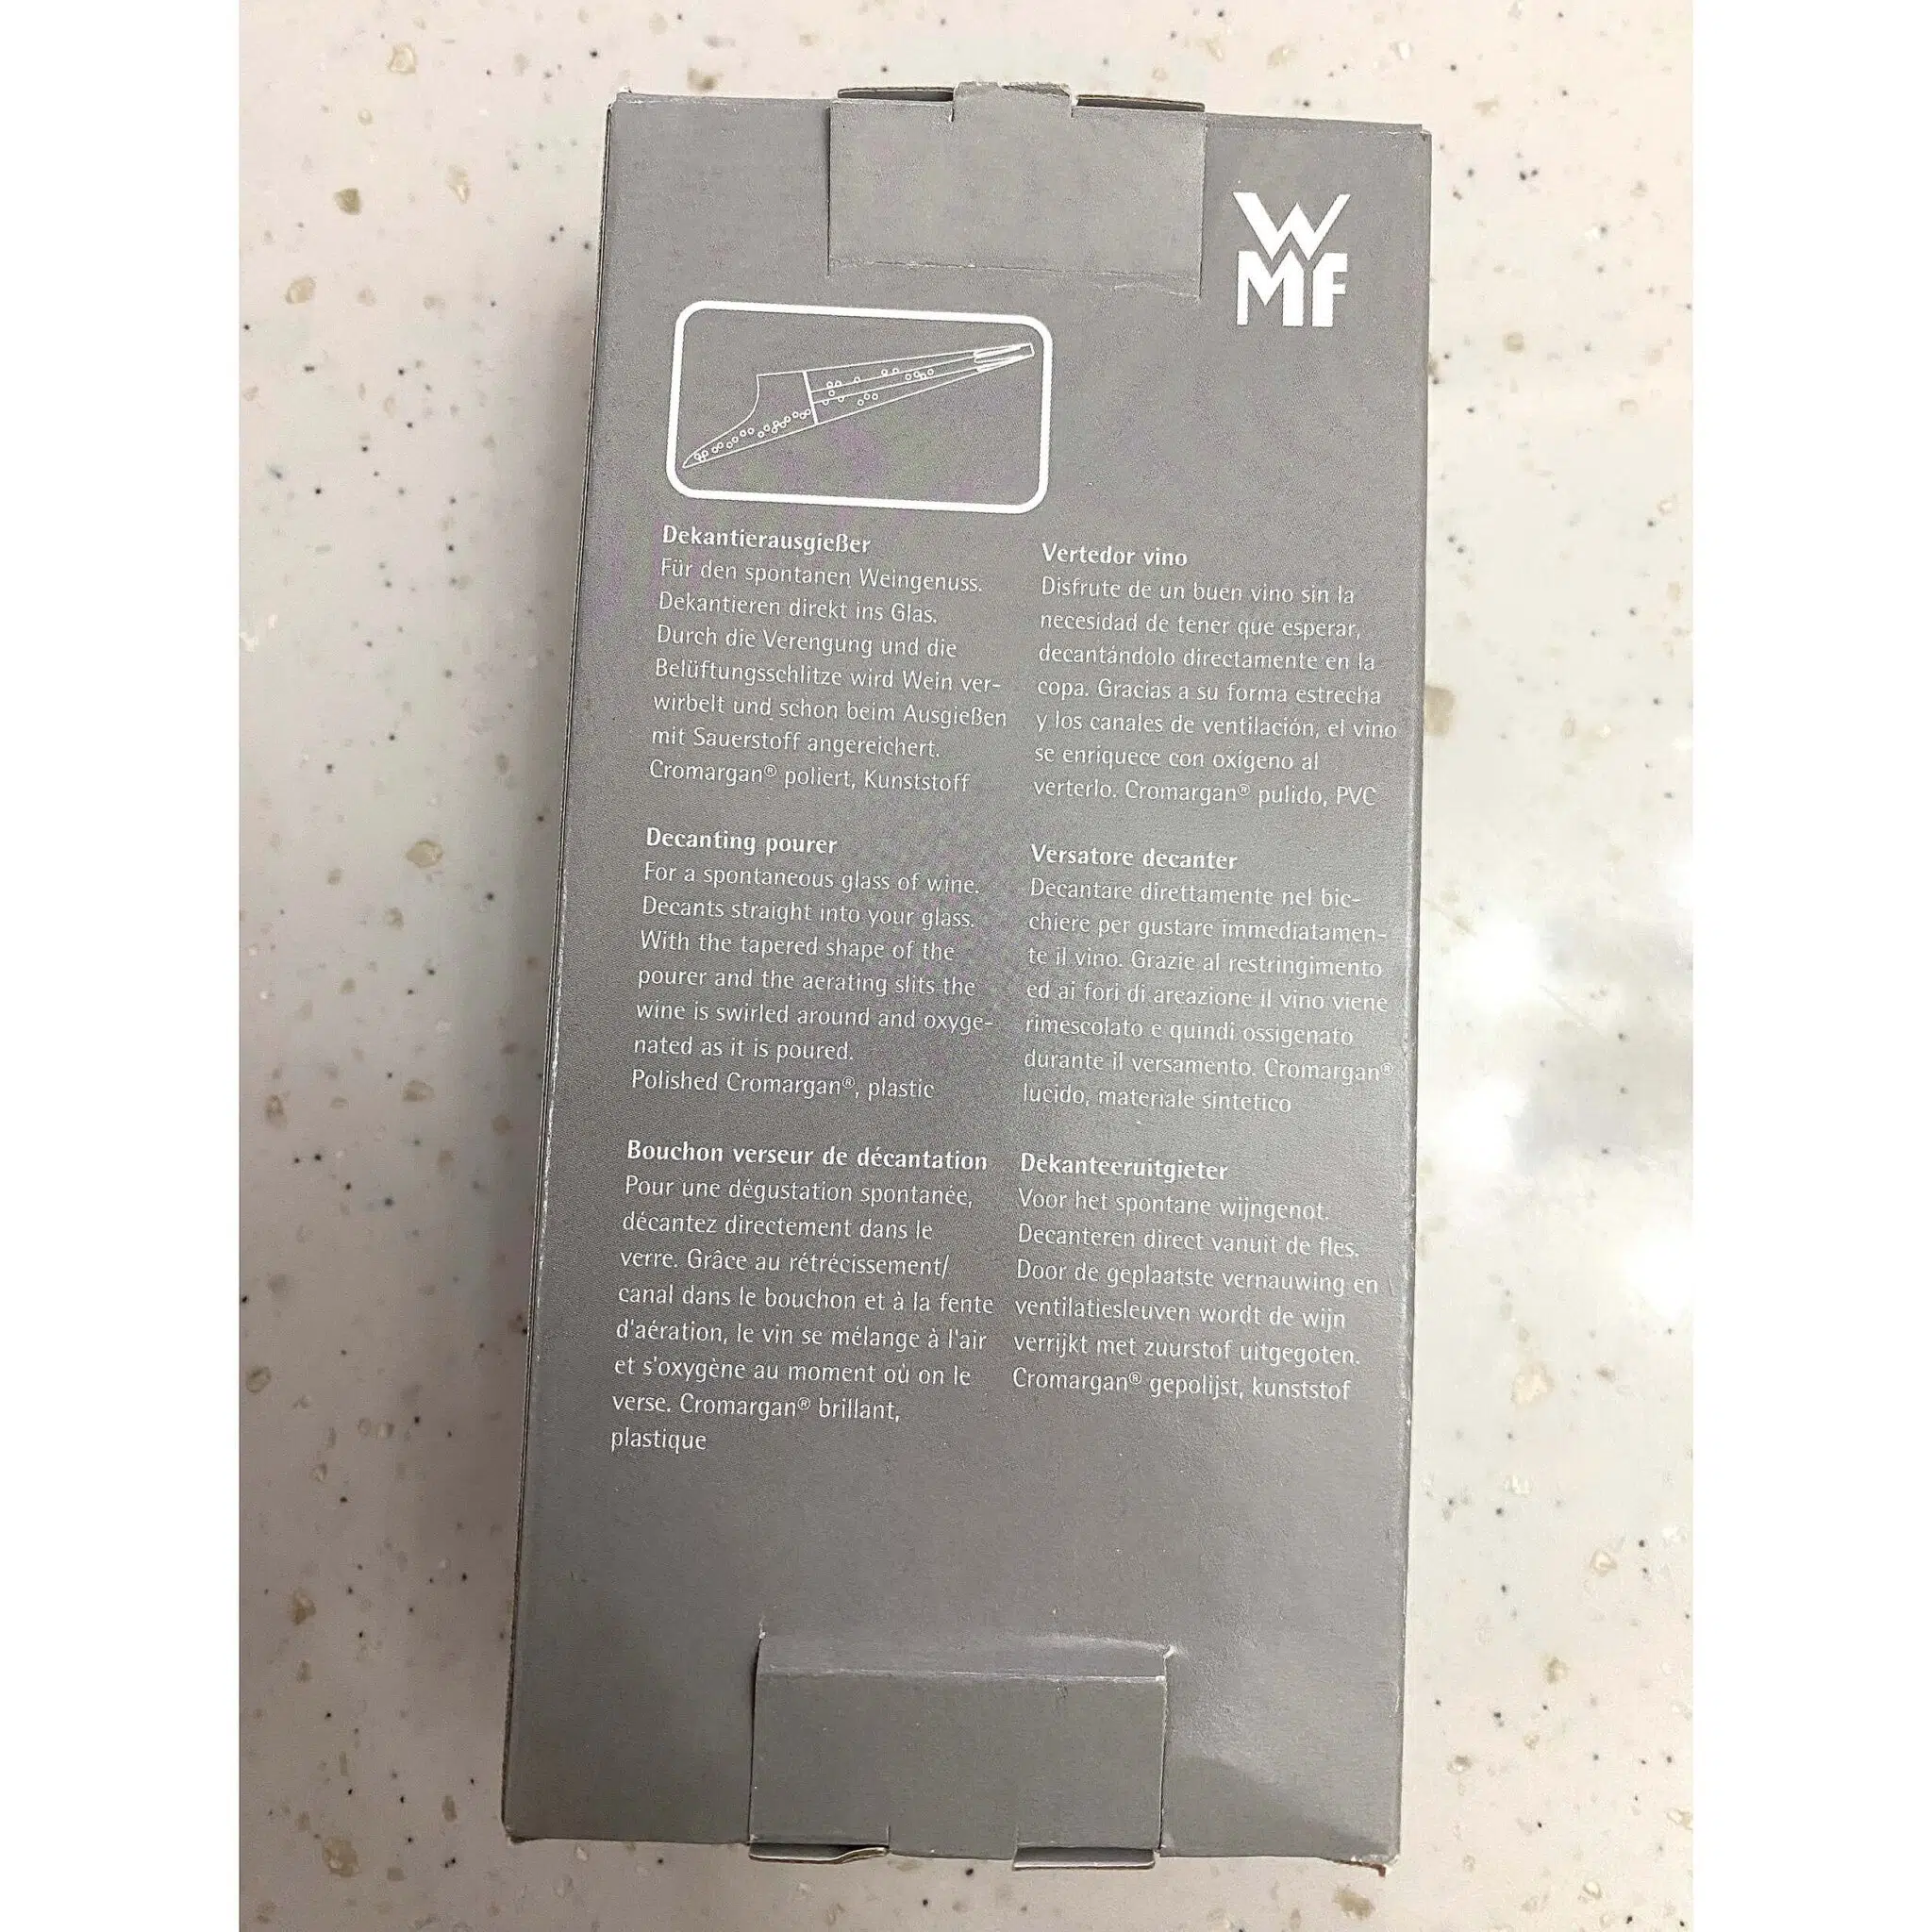 W
MF
Dekantierausgießer
Für den spontanen Weingenuss.
Dekantieren direkt ins Glas.
Durch die Verengung und die
Belüftungsschlitze wird Wein ver-
wirbelt und schon beim Ausgießen
mit Sauerstoff angereichert.
Cromargan® poliert, Kunststoff
Decanting pourer
For a spontaneous glass of wine.
Decants straight into your glass.
With the tapered shape of the
pourer and the aerating slits the
wine is swirled around and oxyge-
nated as it is poured.
Polished Cromargan®, plastic
Bouchon verseur de décantation
Pour une dégustation spontanée,
décantez directement dans le
verre. Grâce au rétrécissement/
canal dans le bouchon et à la fente
d'aération, le vin se mélange à l'air
et s'oxygène au moment où on le
verse. Cromargan® brillant,
plastique
Vertedor vino
Disfrute de un buen vino sin la
necesidad de tener que esperar,
decantándolo directamente en la
copa. Gracias a su forma estrecha
y los canales de ventilación, el vino
se enriquece con oxígeno al
verterlo. Cromargan® pulido, PVC
Versatore decanter
Decantare direttamente nel bic-
chiere per gustare immediatamen-
te il vino. Grazie al restringimento
ed ai fori di areazione il vino viene
rimescolato e quindi ossigenato
durante il versamento. Cromargan®
lucido, materiale sintetico
Dekanteeruitgieter
Voor het spontane wijngenot.
Decanteren direct vanuit de fles.
Door de geplaatste vernauwing en
ventilatiesleuven wordt de wijn
verrijkt met zuurstof uitgegoten.
Cromargan® gepolijst, kunststof